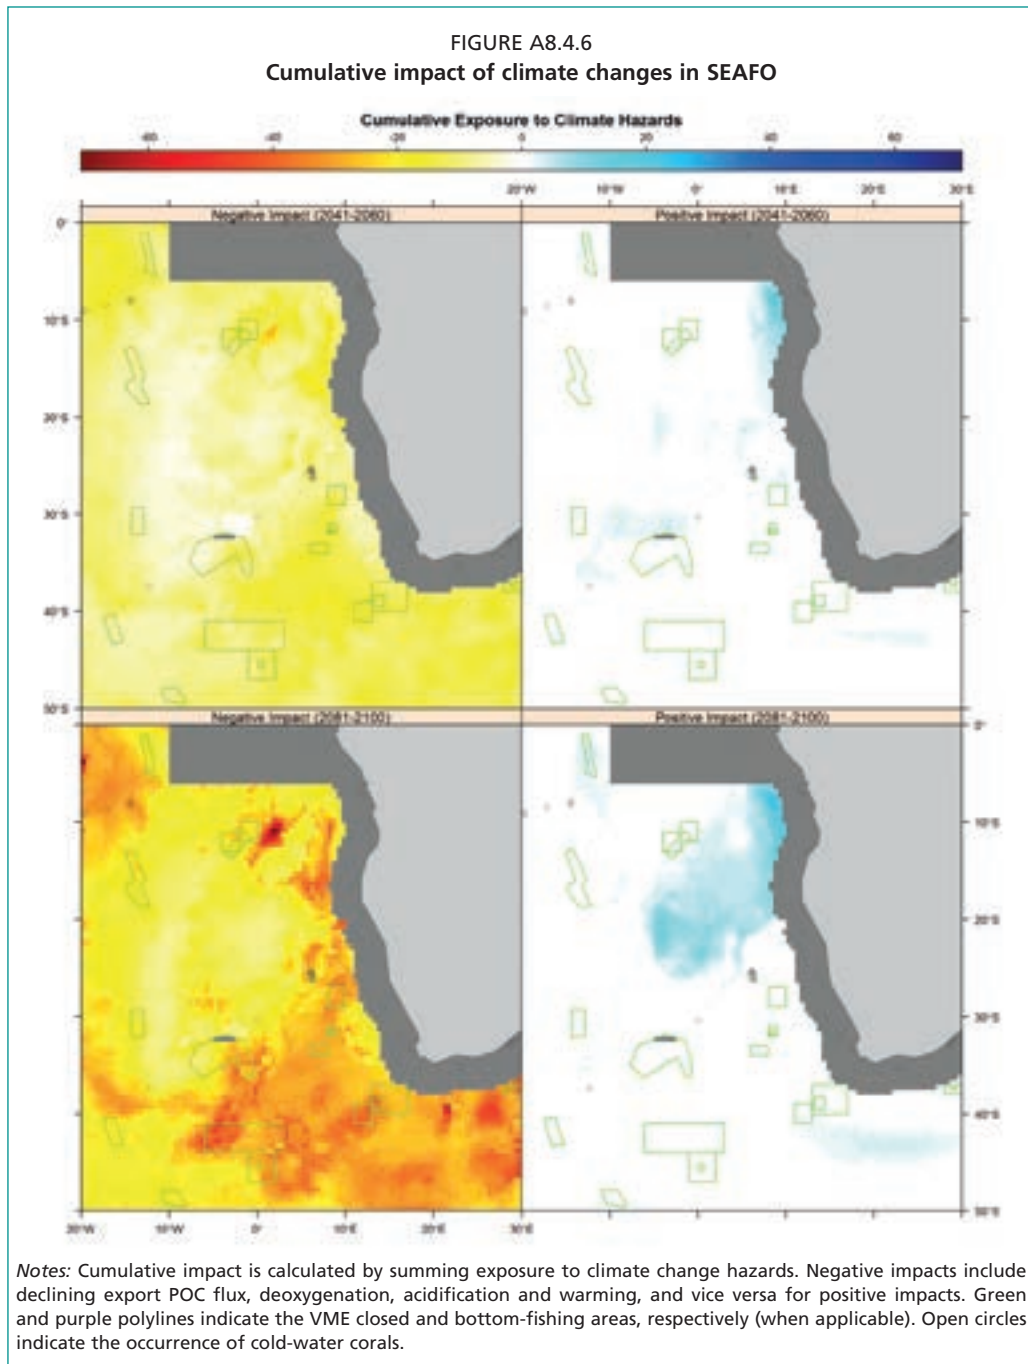 FIGURE A8.4.6
Cumulative impact of climate changes in SEAFO
Cumulative Exposure to Climate Hazards
-60 -40 -20 0 20 40 60
20°W 10°W 0° 10°E 20°E 30°E
Negative Impact (2041-2060) Positive Impact (2041-2060)
0°
10°S
20°S
30°S
40°S
50°S
Negative Impact (2081-2100) Positive Impact (2081-2100)
0°
10°S
20°S
30°S
40°S
50°S
20°W 10°W 0° 10°E 20°E 30°E
Notes: Cumulative impact is calculated by summing exposure to climate change hazards. Negative impacts include
declining export POC flux, deoxygenation, acidification and warming, and vice versa for positive impacts. Green
and purple polylines indicate the VME closed and bottom-fishing areas, respectively (when applicable). Open circles
indicate the occurrence of cold-water corals.